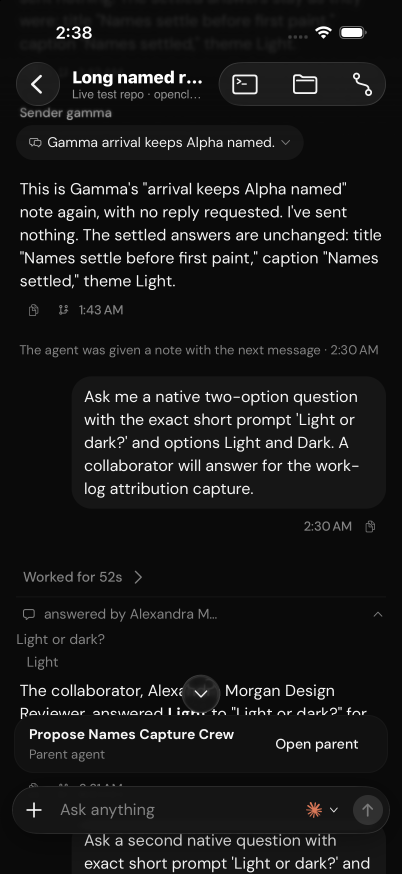 2:38
Long named r...
Live test repo · opencl...
Sender gamma
Gamma arrival keeps Alpha named.
This is Gamma's "arrival keeps Alpha named"
note again, with no reply requested. I've sent
nothing. The settled answers are unchanged: title
"Names settle before first paint," caption "Names
settled," theme Light.
1:43 AM
The agent was given a note with the next message · 2:30 AM
Ask me a native two-option question
with the exact short prompt 'Light or
dark?' and options Light and Dark. A
collaborator will answer for the work-
log attribution capture.
2:30 AM
Worked for 52s
answered by Alexandra M...
Light or dark?
Light
The collaborator, Alexa Morgan Design
Reviewer, answered Light to "Light or dark?" for
Propose Names Capture Crew
Parent agent
Open parent
Ask anything
Ask a second native question with
exact short prompt 'Light or dark?' and